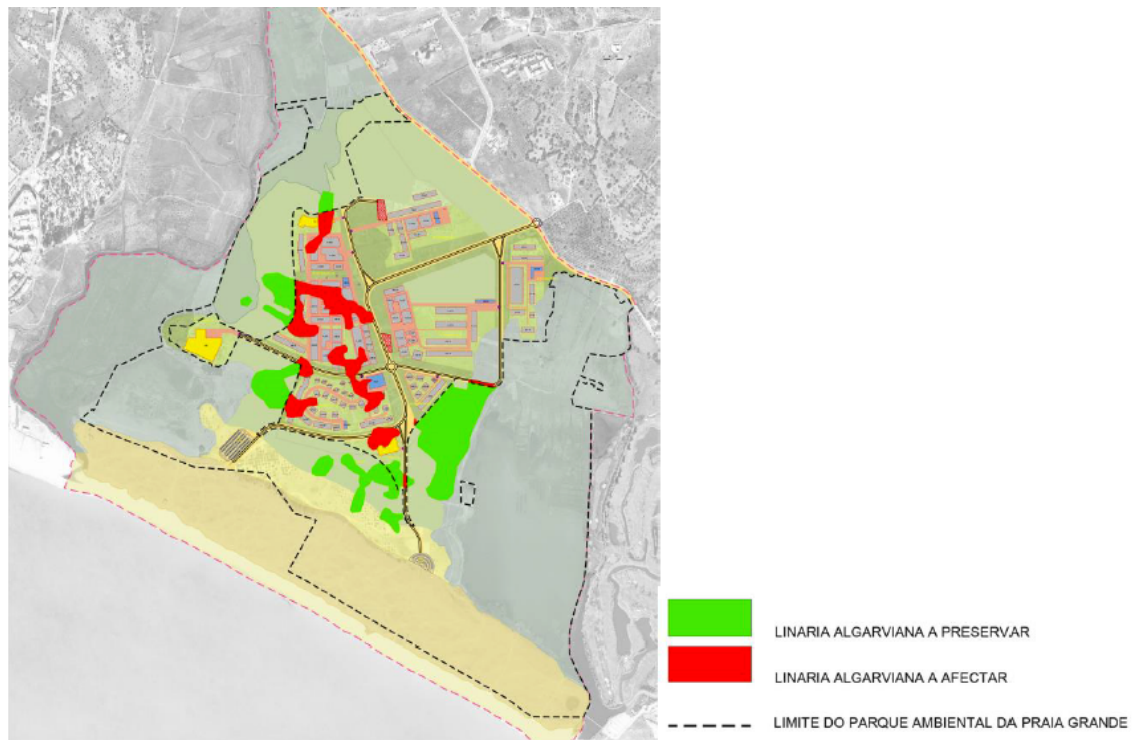 LINARIA ALGARVIANA A PRESERVAR
LINARIA ALGARVIANA A AFECTAR
LIMITE DO PARQUE AMBIENTAL DA PRAIA GRANDE